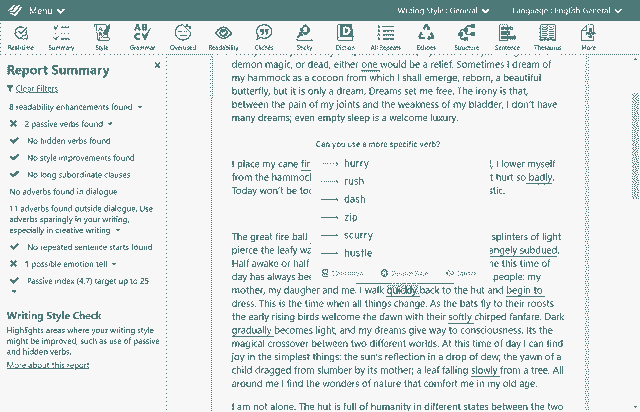 Menu
Writing Style : General
Language : English General
Real-time
Summary
Style
Grammar
Overused
Readability
Clichés
Sticky
Diction
All Repeats
Echoes
Structure
Sentence
Thesaurus
More
Report Summary
Clear Filters
8 readability enhancements found
2 passive verbs found
No hidden verbs found
No style improvements found
No long subordinate clauses
No adverbs found in dialogue
11 adverbs found outside dialogue. Use
adverbs sparingly in your writing,
especially in creative writing
No repeated sentence starts found
1 possible emotion tell
Passive index (4.7) target up to 25
Writing Style Check
Highlights areas where your writing style
might be improved, such as use of passive
and hidden verbs.
More about this report
demon magic, or dead, either one would be a relief. Sometimes I dream of
my hammock as a cocoon from which I shall emerge, reborn, a beautiful
butterfly, but it is only a dream. Dreams set me free. The irony is that,
between the pain of my joints and the weakness of my bladder, I don't have
many dreams; even empty sleep is a welcome luxury.
Can you use a more specific verb?
hurry
rush
dash
zip
scurry
hustle
I place my cane fir
, I lower myself
from the hammoc
t hurt so badly.
Today won't be too
stic.
The great fire ball
splinters of light
pierce the leafy wa
angely subdued.
Half awake or half
ne this time of
day has always be
people: my
mother, my daughter and me. I walk quickly back to the hut and begin to
dress. This is the time when all things change. As the bats fly to their roosts
the early rising birds welcome the dawn with their softly chirped fanfare. Dark
gradually becomes light, and my dreams give way to consciousness. Its the
magical crossover between two different worlds. At this time of day I can find
joy in the simplest things: the sun's reflection in a drop of dew; the yawn of a
child dragged from slumber by its mother; a leaf falling slowly from a tree. All
around me I find the wonders of nature that comfort me in my old age.
I am not alone. The hut is full of humanity in different states between the two